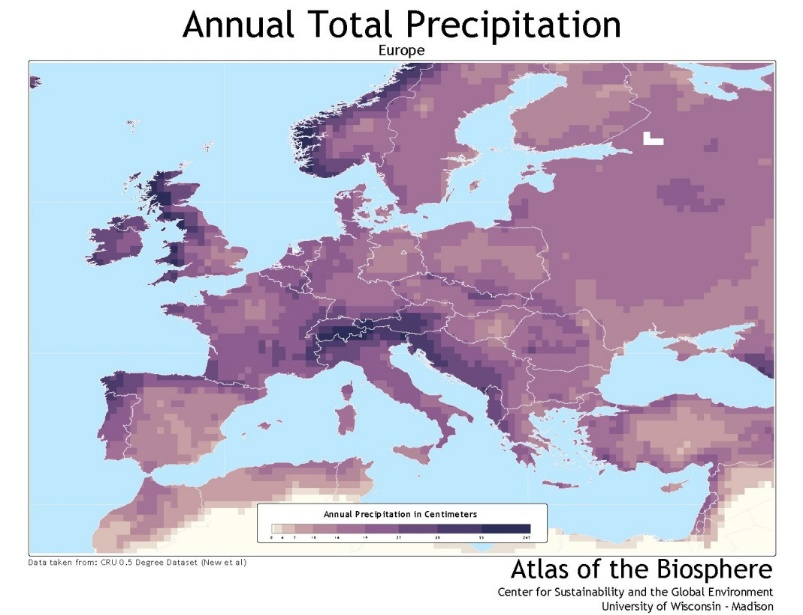 Annual Total Precipitation
Europe
Annual Precipitation in Centimeters
Data taken from: CRU 0.5 Degree Dataset (New et al)
Atlas of the Biosphere
Center for Sustainability and the Global Environment
University of Wisconsin - Madison